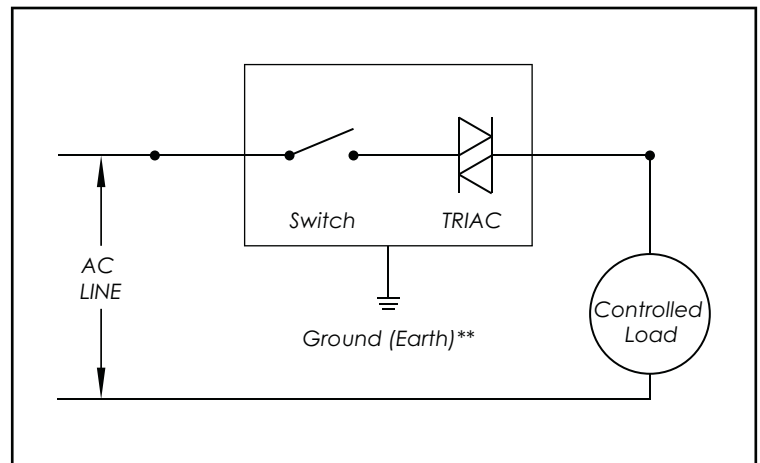 Switch
TRIAC
AC
LINE
Ground (Earth)**
Controlled
Load